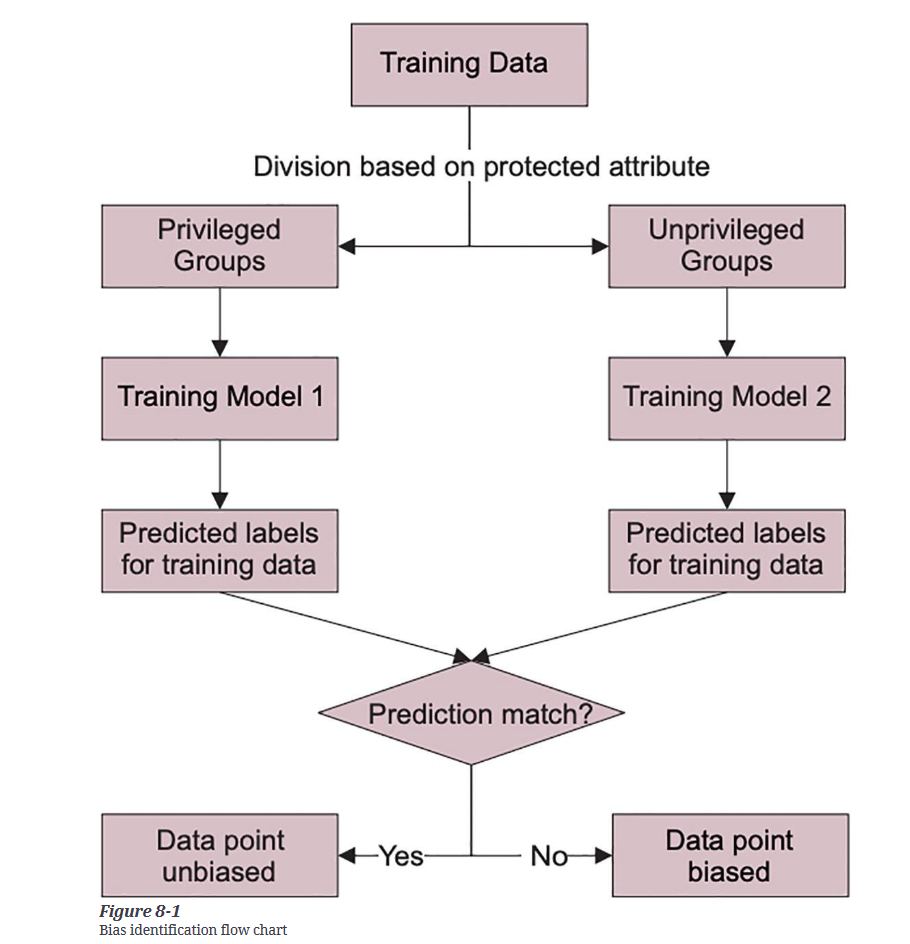 Training Data
Division based on protected attribute
Privileged
Groups
Unprivileged
Groups
Training Model 1
Training Model 2
Predicted labels
for training data
Predicted labels
for training data
Prediction match?
Data point
unbiased
Yes
No
Data point
biased
Figure 8-1
Bias identification flow chart